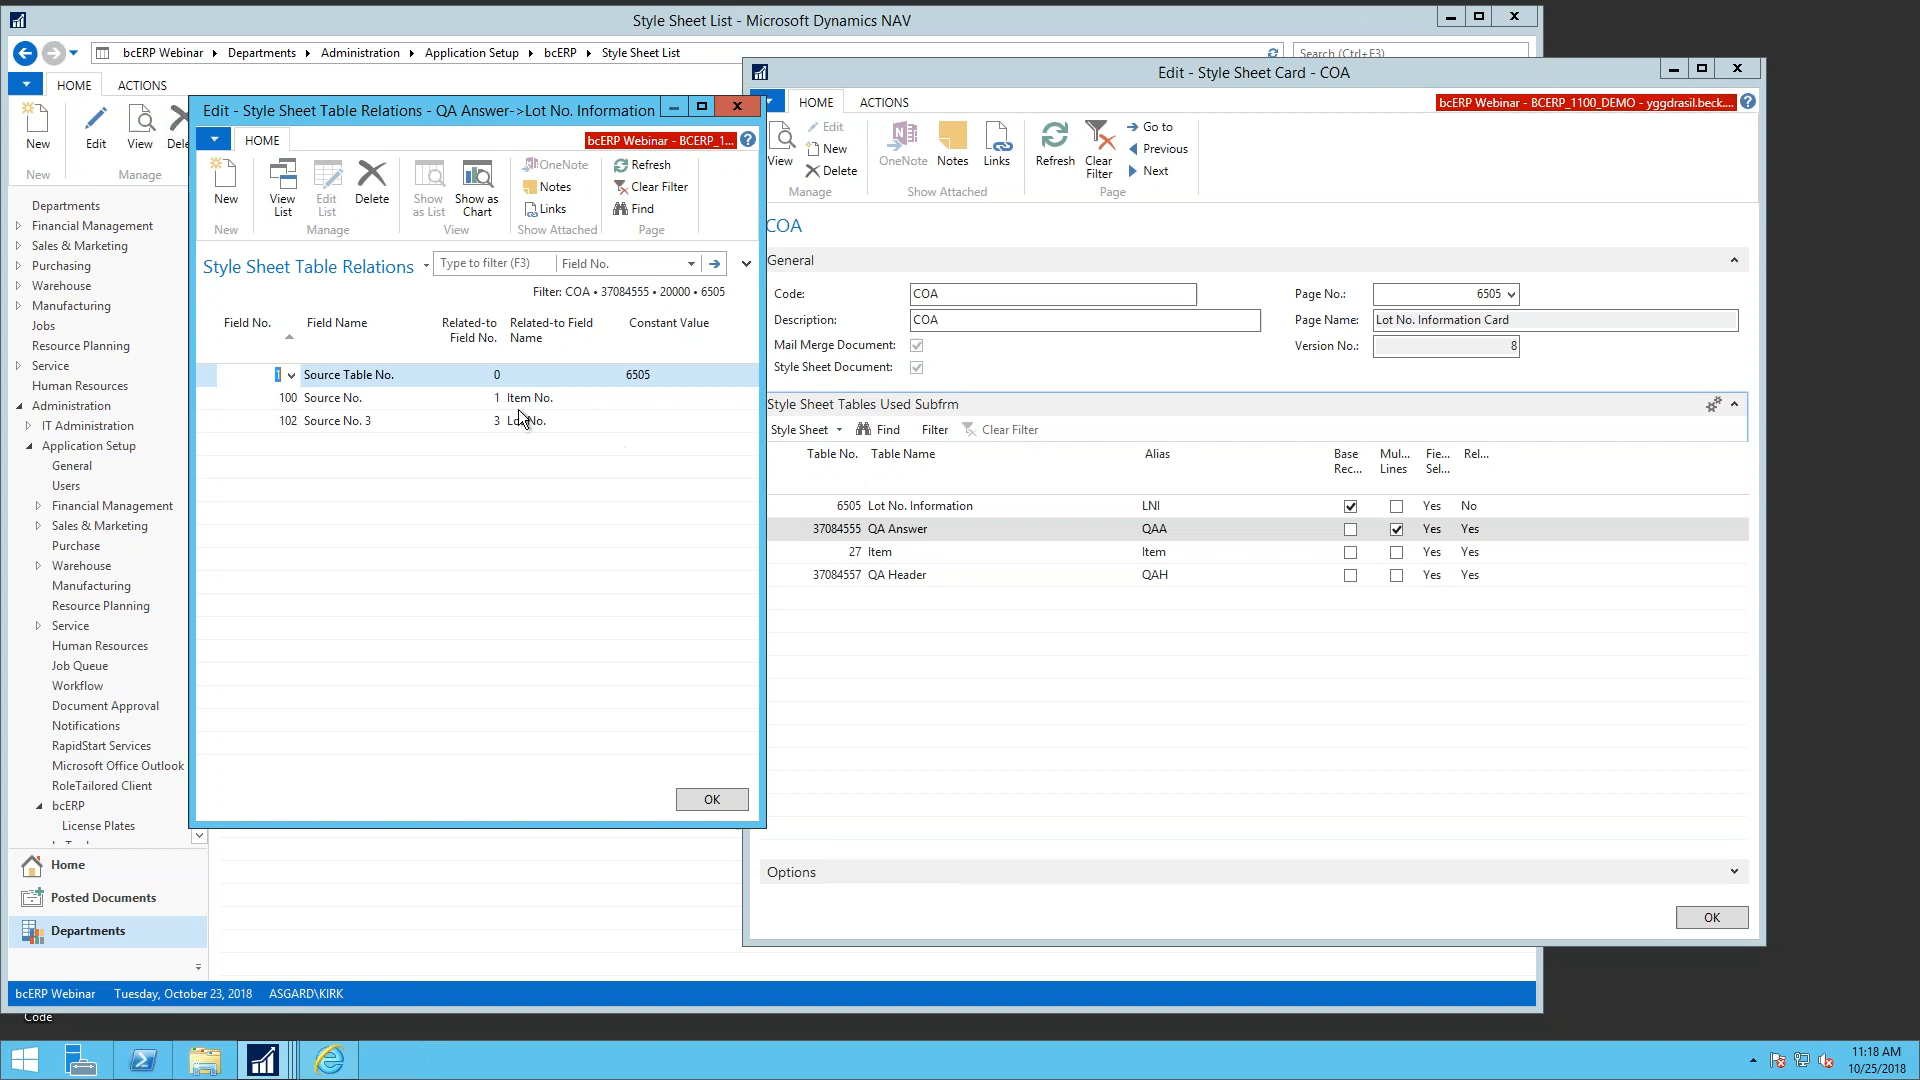 Style Sheet List - Microsoft Dynamics NAV
bcERP Webinar
Departments
Administration
Application Setup
bcERP
Style Sheet List
Search (Ctrl+F3)
HOME
ACTIONS
New
Edit
View
Dele
New
Manage
Departments
Financial Management
Sales & Marketing
Purchasing
Warehouse
Manufacturing
Jobs
Resource Planning
Service
Human Resources
Administration
IT Administration
Application Setup
General
Users
Financial Management
Sales & Marketing
Purchase
Warehouse
Manufacturing
Resource Planning
Service
Human Resources
Job Queue
Workflow
Document Approval
Notifications
RapidStart Services
Microsoft Office Outlook
RoleTailored Client
bcERP
License Plates
Home
Posted Documents
Departments
bcERP Webinar
Tuesday, October 23, 2018
ASGARD\KIRK
Code
Edit - Style Sheet Table Relations - QA Answer->Lot No. Information
HOME
bcERP Webinar - BCERP_1...
New
View List
Edit List
Delete
Show as List
Show as Chart
OneNote
Notes
Links
Refresh
Clear Filter
Find
New
Manage
View
Show Attached
Page
Style Sheet Table Relations
Type to filter (F3)
Field No.
Filter: COA • 37084555 • 20000 • 6505
Field No.
Field Name
Related-to Field No.
Related-to Field Name
Constant Value
1 Source Table No. 0 6505
100 Source No. 1 Item No.
102 Source No. 3 3 Lot No.
OK
Edit - Style Sheet Card - COA
HOME
ACTIONS
bcERP Webinar - BCERP_1100_DEMO - yggdrasil.beck....
View
Edit
New
Delete
OneNote
Notes
Links
Refresh
Clear Filter
Go to
Previous
Next
Manage
Show Attached
Page
COA
General
Code: COA
Description: COA
Mail Merge Document:
Style Sheet Document:
Page No.: 6505
Page Name: Lot No. Information Card
Version No.: 8
Style Sheet Tables Used Subfrm
Style Sheet
Find
Filter
Clear Filter
Table No.
Table Name
Alias
Base Rec...
Mul... Lines
Fie... Sel...
Rel...
6505 Lot No. Information LNI Yes No
37084555 QA Answer QAA Yes Yes
27 Item Item Yes Yes
37084557 QA Header QAH Yes Yes
Options
OK
11:18 AM
10/25/2018